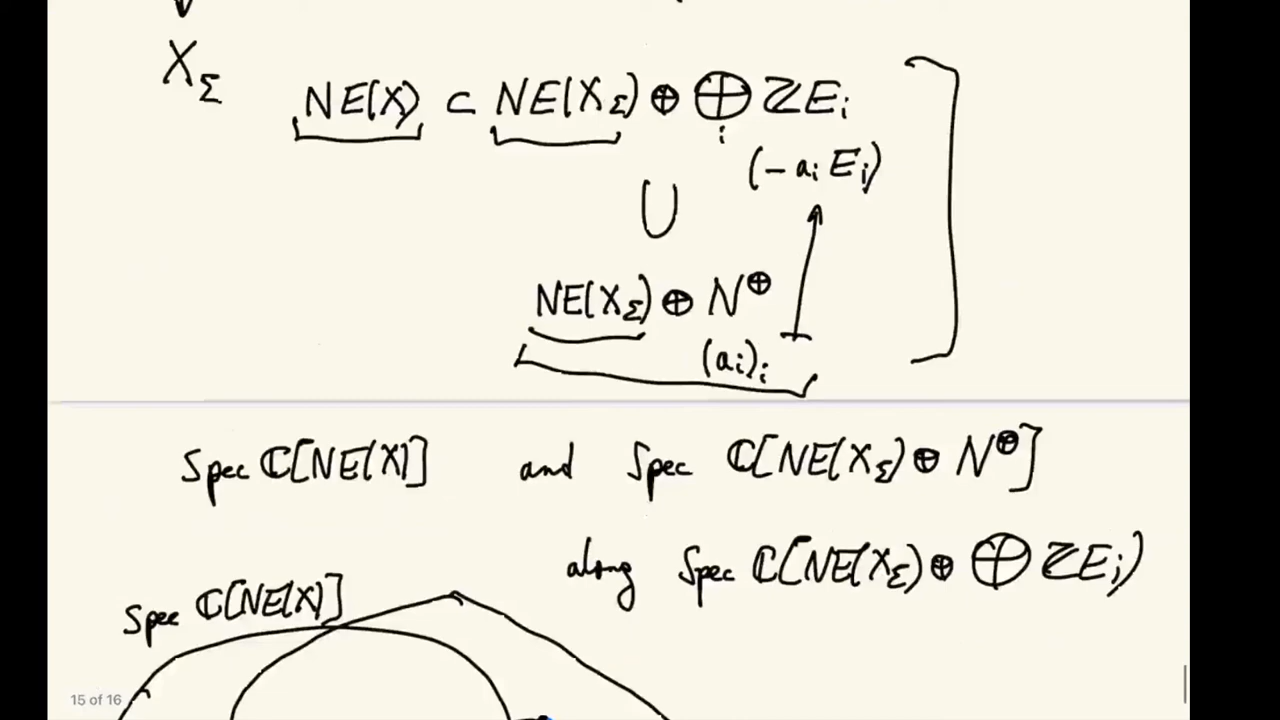 X_Σ
NE(X) ⊂ NE(X_Σ) ⊕ ⊕_i ℤE_i
(-a_i E_i)
∪
NE(X_Σ) ⊕ ℕ^⊕
(a_i)_i
Spec ℂ[NE(X)] and Spec ℂ[NE(X_Σ) ⊕ ℕ^⊕]
along Spec ℂ[NE(X_Σ) ⊕ ⊕ ℤE_i)
Spec ℂ[NE(X)]
15 of 16